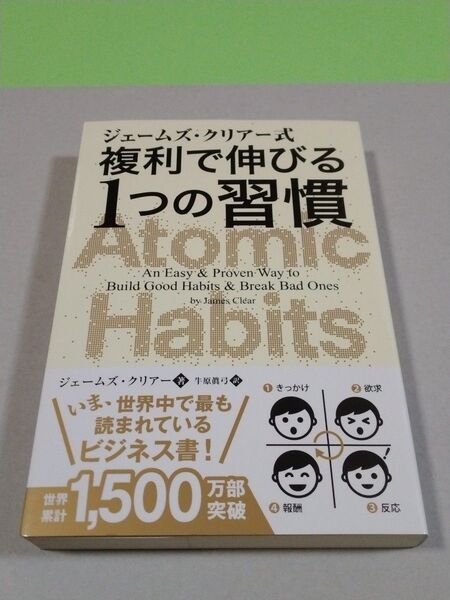 ジェームズ・クリアー式
複利で伸びる
1つの習慣
Atomic
An Easy & Proven Way to
Build Good Habits & Break Bad Ones
by James Clear
Habits
ジェームズ・クリアー 著 牛原眞弓 訳
いま、世界中で最も
読まれている
ビジネス書!
世界
累計
1,500
万部
突破
1 きっかけ
2 欲求
4 報酬
3 反応